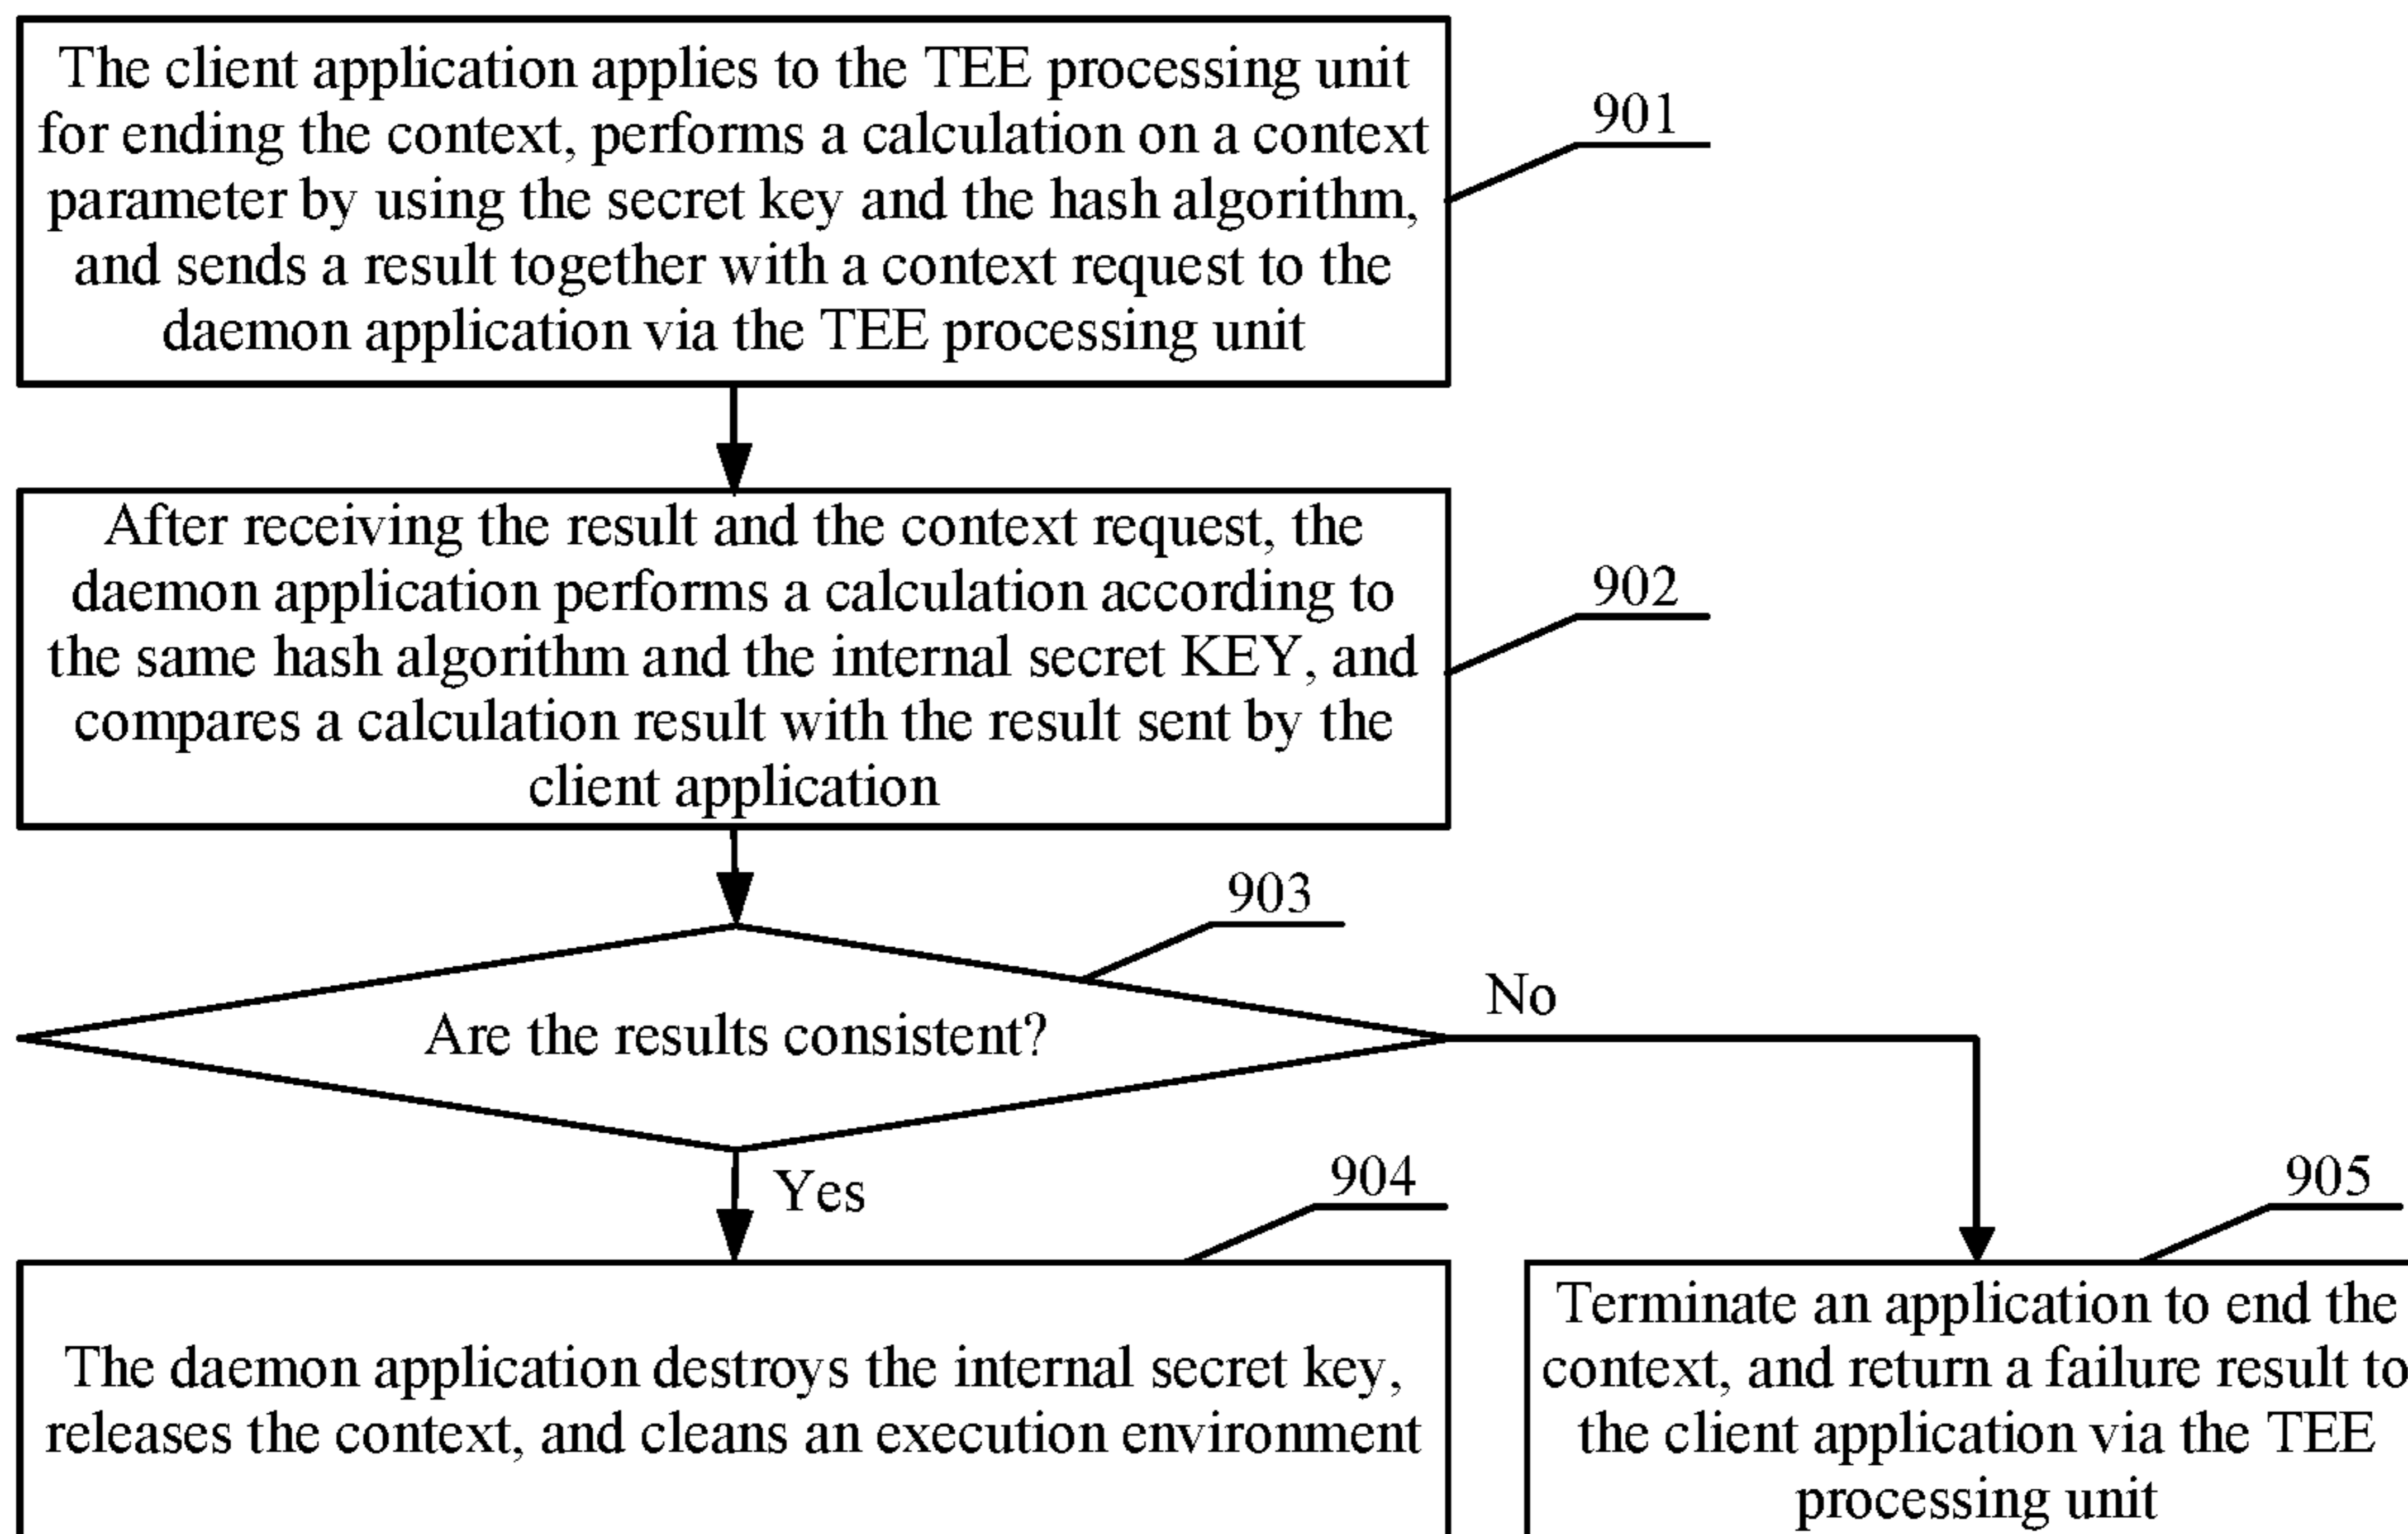 The client application applies to the TEE processing unit
for ending the context, performs a calculation on a context
parameter by using the secret key and the hash algorithm,
and sends a result together with a context request to the
daemon application via the TEE processing unit
901
After receiving the result and the context request, the
daemon application performs a calculation according to
the same hash algorithm and the internal secret KEY, and
compares a calculation result with the result sent by the
client application
902
903
Are the results consistent?
No
Yes
904
905
The daemon application destroys the internal secret key,
releases the context, and cleans an execution environment
Terminate an application to end the
context, and return a failure result to
the client application via the TEE
processing unit